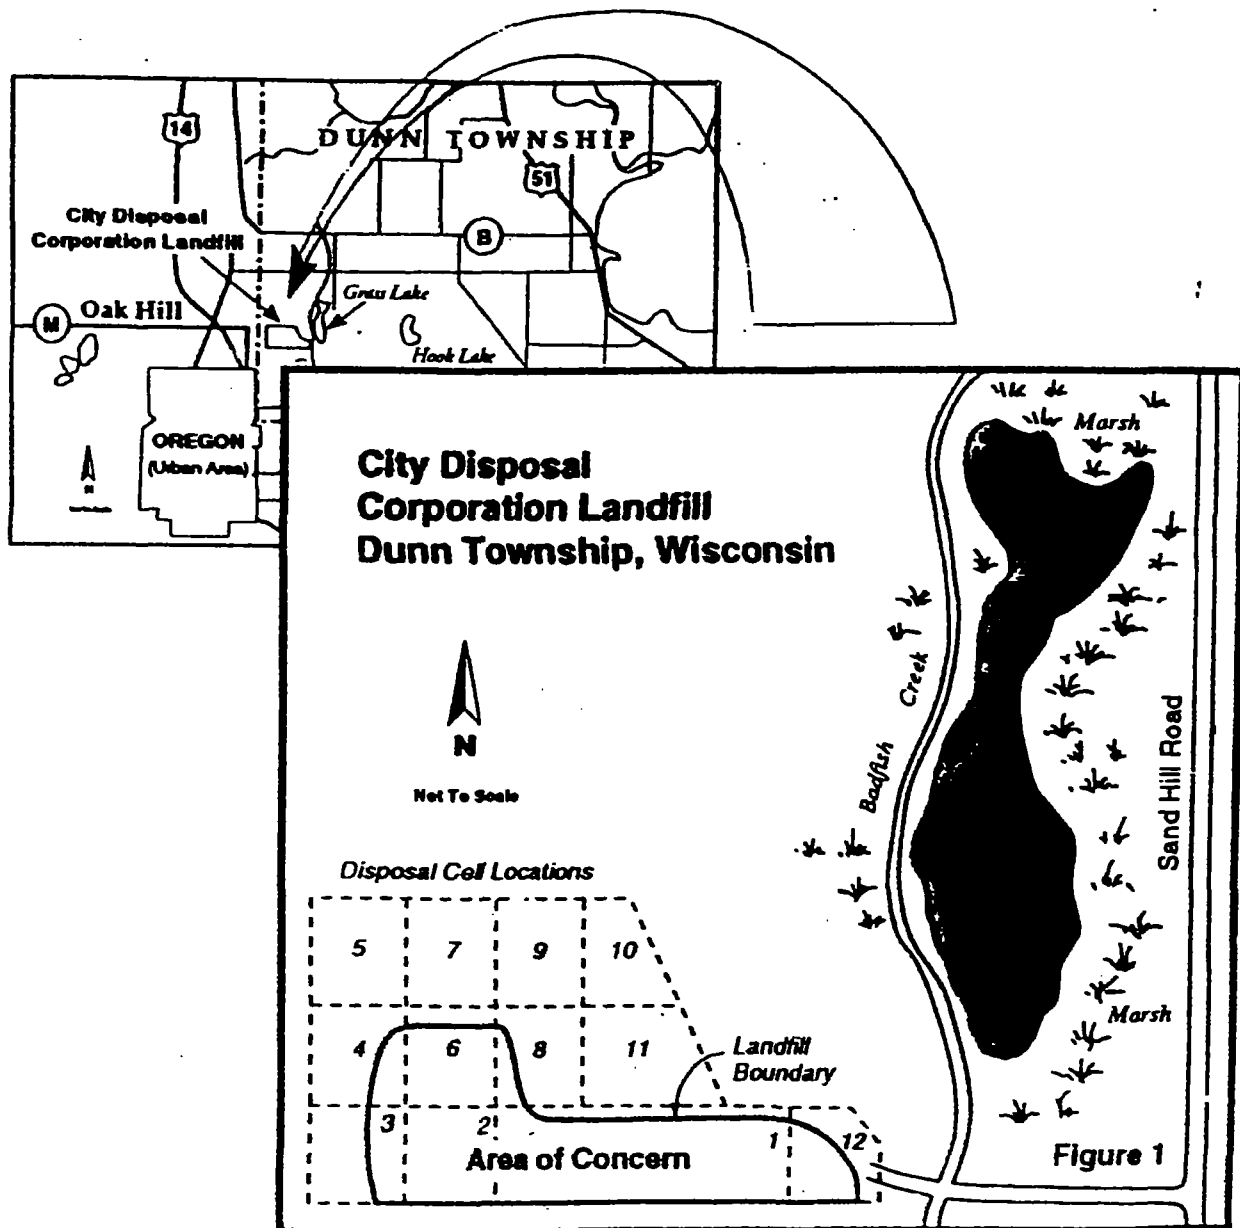 14
DUNN TOWNSHIP
51
City Disposal
Corporation Landfill
B
Grass Lake
M
Oak Hill
Hook Lake
OREGON
(Urban Area)
N
City Disposal
Corporation Landfill
Dunn Township, Wisconsin
N
Not To Scale
Marsh
Badfish Creek
Sand Hill Road
Disposal Cell Locations
5
7
9
10
4
6
8
11
Landfill
Boundary
Marsh
3
2
1
12
Area of Concern
Figure 1